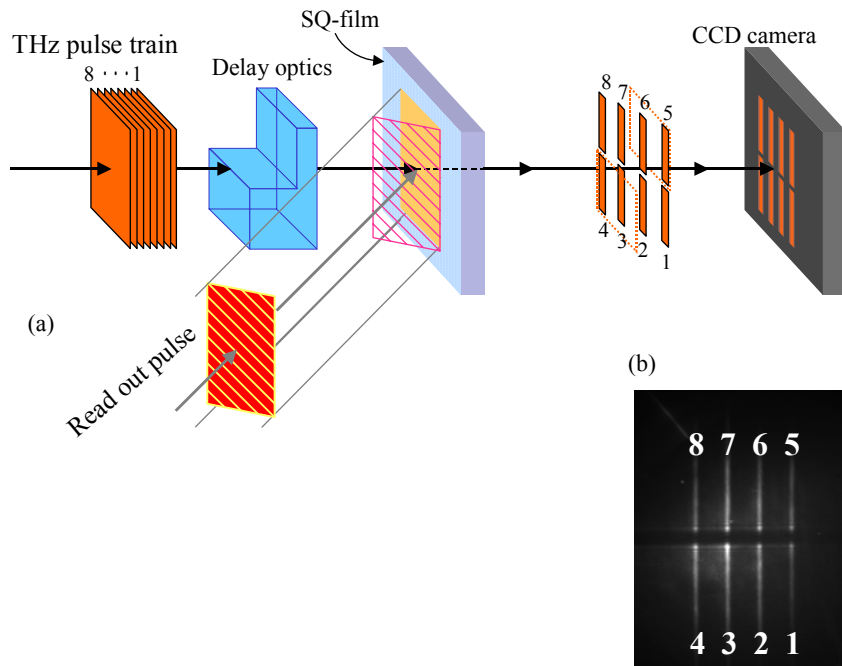 SQ-film
THz pulse train
CCD camera
8 · · · 1
Delay optics
8
7
6
5
4
3
2
1
(a)
Read out pulse
(b)
8 7 6 5
4 3 2 1